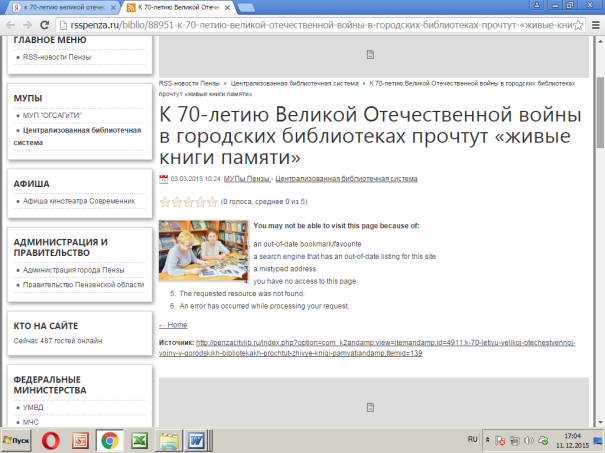 к 70-летию великой отечес
К 70-летию Великой Отече
rsspenza.ru/biblio/88951-к-70-летию-великой-отечественной-войны-в-городских-библиотеках-прочтут-«живые-кни
ГЛАВНОЕ МЕНЮ
RSS-новости Пензы
МУПЫ
МУП "ОГСАГиТИ"
Централизованная библиотечная
система
АФИША
Афиша кинотеатра Современник
АДМИНИСТРАЦИЯ И
ПРАВИТЕЛЬСТВО
Администрация города Пензы
Правительство Пензенской области
КТО НА САЙТЕ
Сейчас 487 гостей онлайн
ФЕДЕРАЛЬНЫЕ
МИНИСТЕРСТВА
УМВД
МЧС
RSS-новости Пензы ▸ Централизованная библиотечная система ▸ К 70-летию Великой Отечественной войны в городских библиотеках
прочтут «живые книги памяти»
К 70-летию Великой Отечественной войны
в городских библиотеках прочтут «живые
книги памяти»
03.03.2015 10:24 МУПы Пензы - Централизованная библиотечная система
(0 голоса, среднее 0 из 5)
You may not be able to visit this page because of:
an out-of-date bookmark/favourite
a search engine that has an out-of-date listing for this site
a mistyped address
you have no access to this page
5. The requested resource was not found.
6. An error has occurred while processing your request.
← Home
Источник: http://penzacitylib.ru/index.php?option=com_k2andamp;view=itemandamp;id=4911:k-70-letiyu-velikoj-otechestvennoj-
vojny-v-gorodskikh-bibliotekakh-prochtut-zhivye-knigi-pamyatiandamp;Itemid=139
Пуск
RU
17:04
11.12.2015